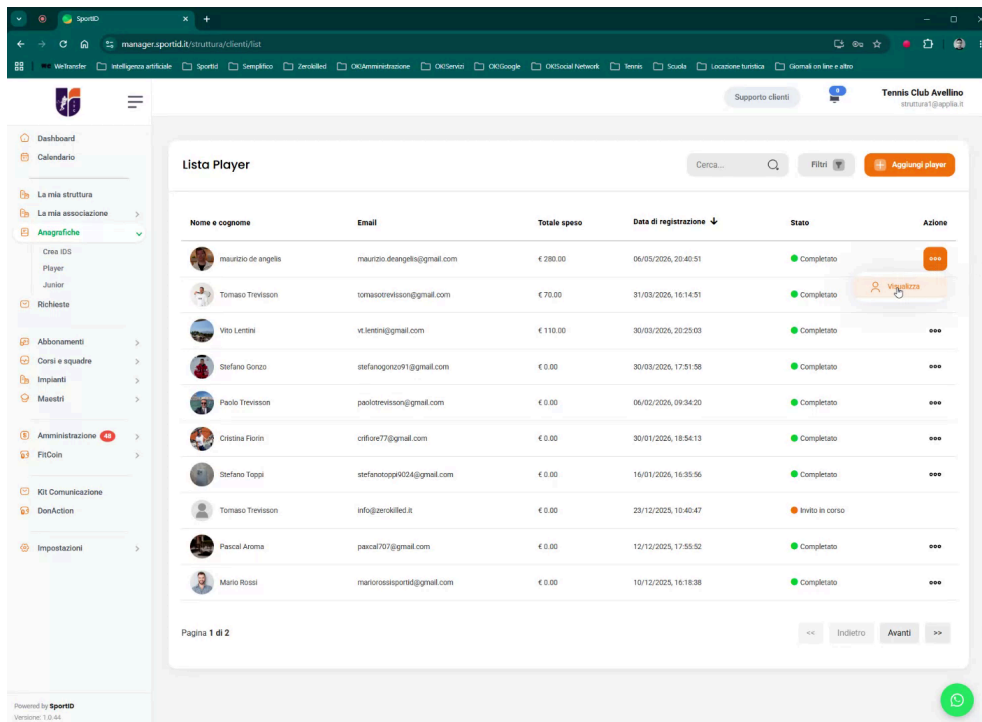 SportID
manager.sportid.it/struttura/clienti/list
WeTransfer Intelligenza artificiale SportId Semplifico Zerokilled OK!Amministrazione OK!Servizi OK!Google OK!Social Network Tennis Scuola Locazione turistica Giornali on line e altro
Supporto clienti
0
Tennis Club Avellino
struttura1@applia.it
Dashboard
Calendario
La mia struttura
La mia associazione
Anagrafiche
Crea IDS
Player
Junior
Richieste
Abbonamenti
Corsi e squadre
Impianti
Maestri
Amministrazione 48
FitCoin
Kit Comunicazione
DonAction
Impostazioni
Powered by SportID
Versione: 1.0.44
Lista Player
Cerca...
Filtri
Aggiungi player
Nome e cognome Email Totale speso Data di registrazione Stato Azione
maurizio de angelis maurizio.deangelis@gmail.com € 280.00 06/05/2026, 20:40:51 Completato
Visualizza
Tomaso Trevisson tomasotrevisson@gmail.com € 70.00 31/03/2026, 16:14:51 Completato
Vito Lentini vt.lentini@gmail.com € 110.00 30/03/2026, 20:25:03 Completato
Stefano Gonzo stefanogonzo91@gmail.com € 0.00 30/03/2026, 17:51:58 Completato
Paolo Trevisson paolotrevisson@gmail.com € 0.00 06/02/2026, 09:34:20 Completato
Cristina Fiorin crifiore77@gmail.com € 0.00 30/01/2026, 18:54:13 Completato
Stefano Toppi stefanotoppi9024@gmail.com € 0.00 16/01/2026, 16:35:56 Completato
Tomaso Trevisson info@zerokilled.it € 0.00 23/12/2025, 10:40:47 Invito in corso
Pascal Aroma paxcal707@gmail.com € 0.00 12/12/2025, 17:55:52 Completato
Mario Rossi mariorossisportid@gmail.com € 0.00 10/12/2025, 16:18:38 Completato
Pagina 1 di 2
<< Indietro Avanti >>